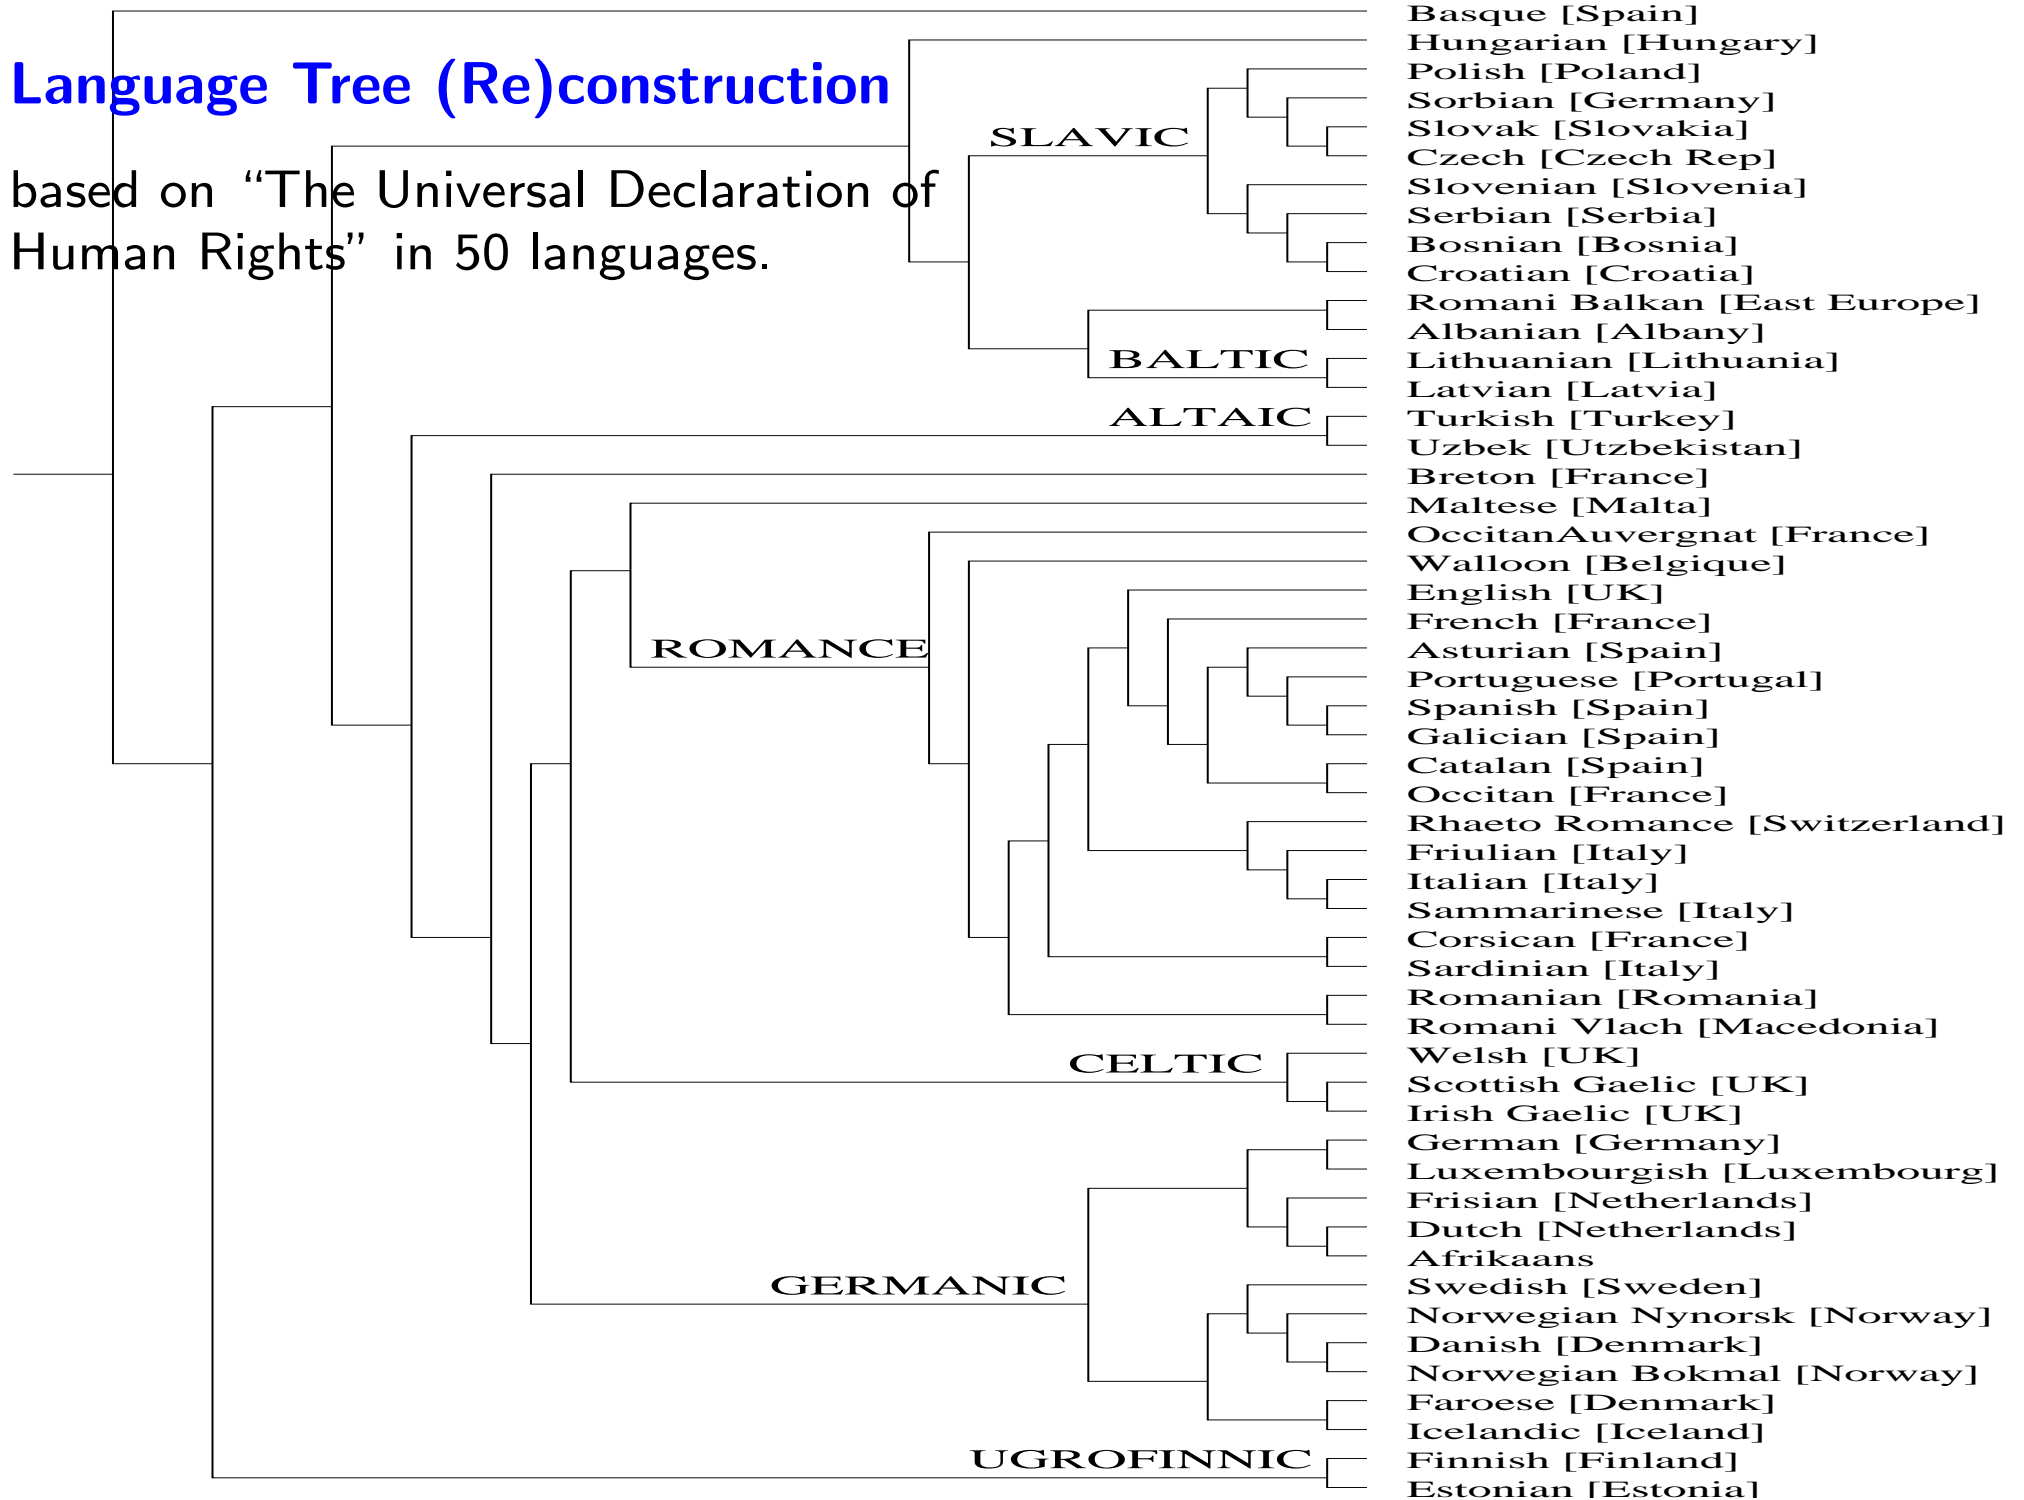 Language Tree (Re)construction
based on “The Universal Declaration of
Human Rights” in 50 languages.
Basque [Spain]
Hungarian [Hungary]
Polish [Poland]
Sorbian [Germany]
SLAVIC
Slovak [Slovakia]
Czech [Czech Rep]
Slovenian [Slovenia]
Serbian [Serbia]
Bosnian [Bosnia]
Croatian [Croatia]
Romani Balkan [East Europe]
Albanian [Albany]
BALTIC
Lithuanian [Lithuania]
Latvian [Latvia]
ALTAIC
Turkish [Turkey]
Uzbek [Utzbekistan]
Breton [France]
Maltese [Malta]
OccitanAuvergnat [France]
Walloon [Belgique]
English [UK]
French [France]
ROMANCE
Asturian [Spain]
Portuguese [Portugal]
Spanish [Spain]
Galician [Spain]
Catalan [Spain]
Occitan [France]
Rhaeto Romance [Switzerland]
Friulian [Italy]
Italian [Italy]
Sammarinese [Italy]
Corsican [France]
Sardinian [Italy]
Romanian [Romania]
Romani Vlach [Macedonia]
CELTIC
Welsh [UK]
Scottish Gaelic [UK]
Irish Gaelic [UK]
German [Germany]
Luxembourgish [Luxembourg]
Frisian [Netherlands]
Dutch [Netherlands]
Afrikaans
GERMANIC
Swedish [Sweden]
Norwegian Nynorsk [Norway]
Danish [Denmark]
Norwegian Bokmal [Norway]
Faroese [Denmark]
Icelandic [Iceland]
UGROFINNIC
Finnish [Finland]
Estonian [Estonia]